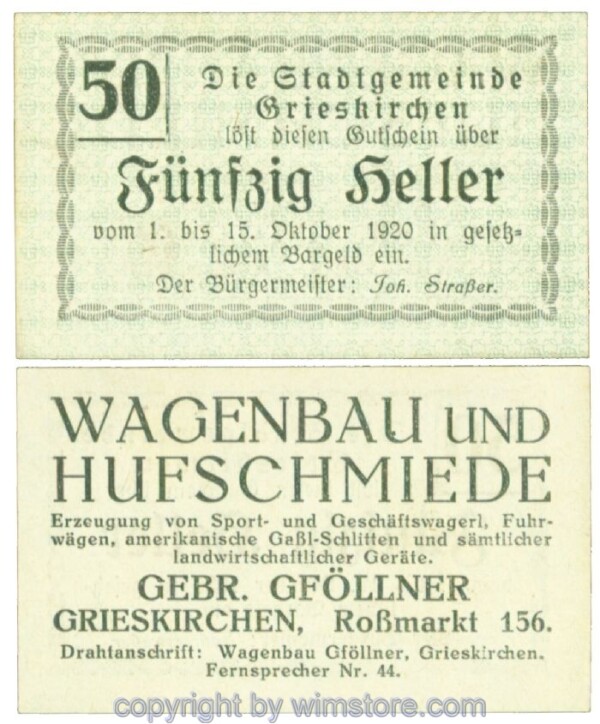 50
Die Stadtgemeinde
Grieskirchen
löst diesen Gutschein über
Fünfzig Heller
vom 1. bis 15. Oktober 1920 in gesetz-
lichem Bargeld ein.
Der Bürgermeister: Joh. Straßer.
WAGENBAU UND
HUFSCHMIEDE
Erzeugung von Sport- und Geschäftswagerl, Fuhr-
wägen, amerikanische Gaßl-Schlitten und sämtlicher
landwirtschaftlicher Geräte.
GEBR. GFÖLLNER
GRIESKIRCHEN, Roßmarkt 156.
Drahtanschrift: Wagenbau Gföllner, Grieskirchen.
Fernsprecher Nr. 44.
copyright by wimstore.com